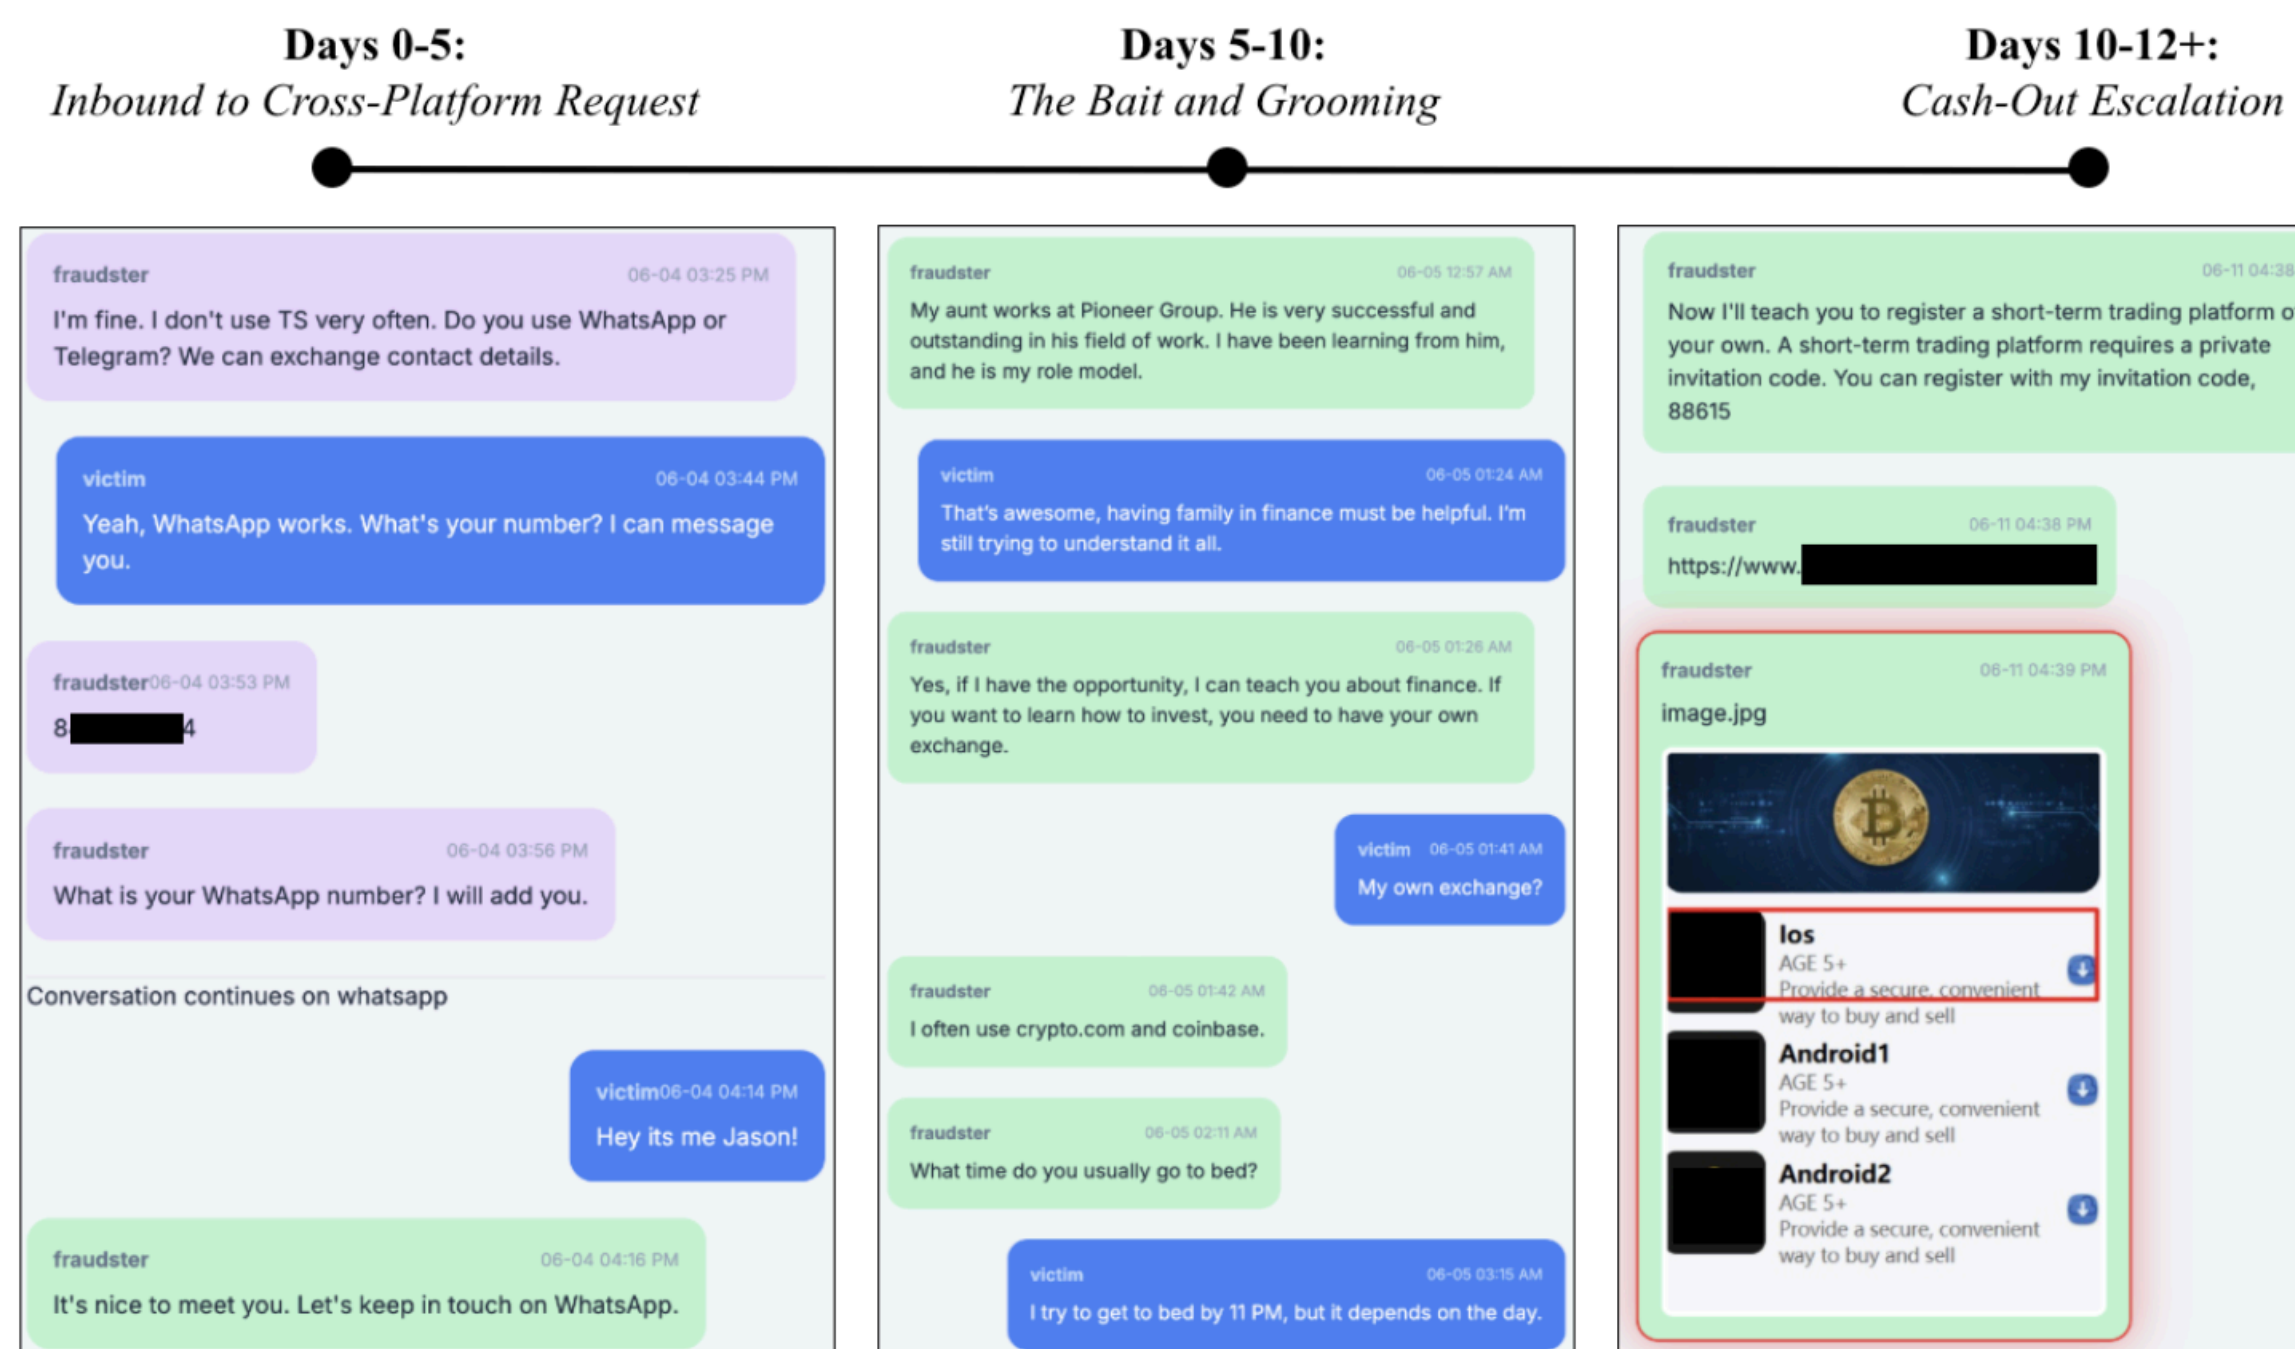 Days 0-5:
Inbound to Cross-Platform Request
Days 5-10:
The Bait and Grooming
Days 10-12+:
Cash-Out Escalation
fraudster 06-04 03:25 PM
I'm fine. I don't use TS very often. Do you use WhatsApp or
Telegram? We can exchange contact details.
victim 06-04 03:44 PM
Yeah, WhatsApp works. What's your number? I can message
you.
fraudster06-04 03:53 PM
8 4
fraudster 06-04 03:56 PM
What is your WhatsApp number? I will add you.
Conversation continues on whatsapp
victim06-04 04:14 PM
Hey its me Jason!
fraudster 06-04 04:16 PM
It's nice to meet you. Let's keep in touch on WhatsApp.
fraudster 06-05 12:57 AM
My aunt works at Pioneer Group. He is very successful and
outstanding in his field of work. I have been learning from him,
and he is my role model.
victim 06-05 01:24 AM
That's awesome, having family in finance must be helpful. I'm
still trying to understand it all.
fraudster 06-05 01:26 AM
Yes, if I have the opportunity, I can teach you about finance. If
you want to learn how to invest, you need to have your own
exchange.
victim 06-05 01:41 AM
My own exchange?
fraudster 06-05 01:42 AM
I often use crypto.com and coinbase.
fraudster 06-05 02:11 AM
What time do you usually go to bed?
victim 06-05 03:15 AM
I try to get to bed by 11 PM, but it depends on the day.
fraudster 06-11 04:38
Now I'll teach you to register a short-term trading platform
your own. A short-term trading platform requires a private
invitation code. You can register with my invitation code,
88615
fraudster 06-11 04:38 PM
https://www.
fraudster 06-11 04:39 PM
image.jpg
Ios
AGE 5+
Provide a secure, convenient
way to buy and sell
Android1
AGE 5+
Provide a secure, convenient
way to buy and sell
Android2
AGE 5+
Provide a secure, convenient
way to buy and sell